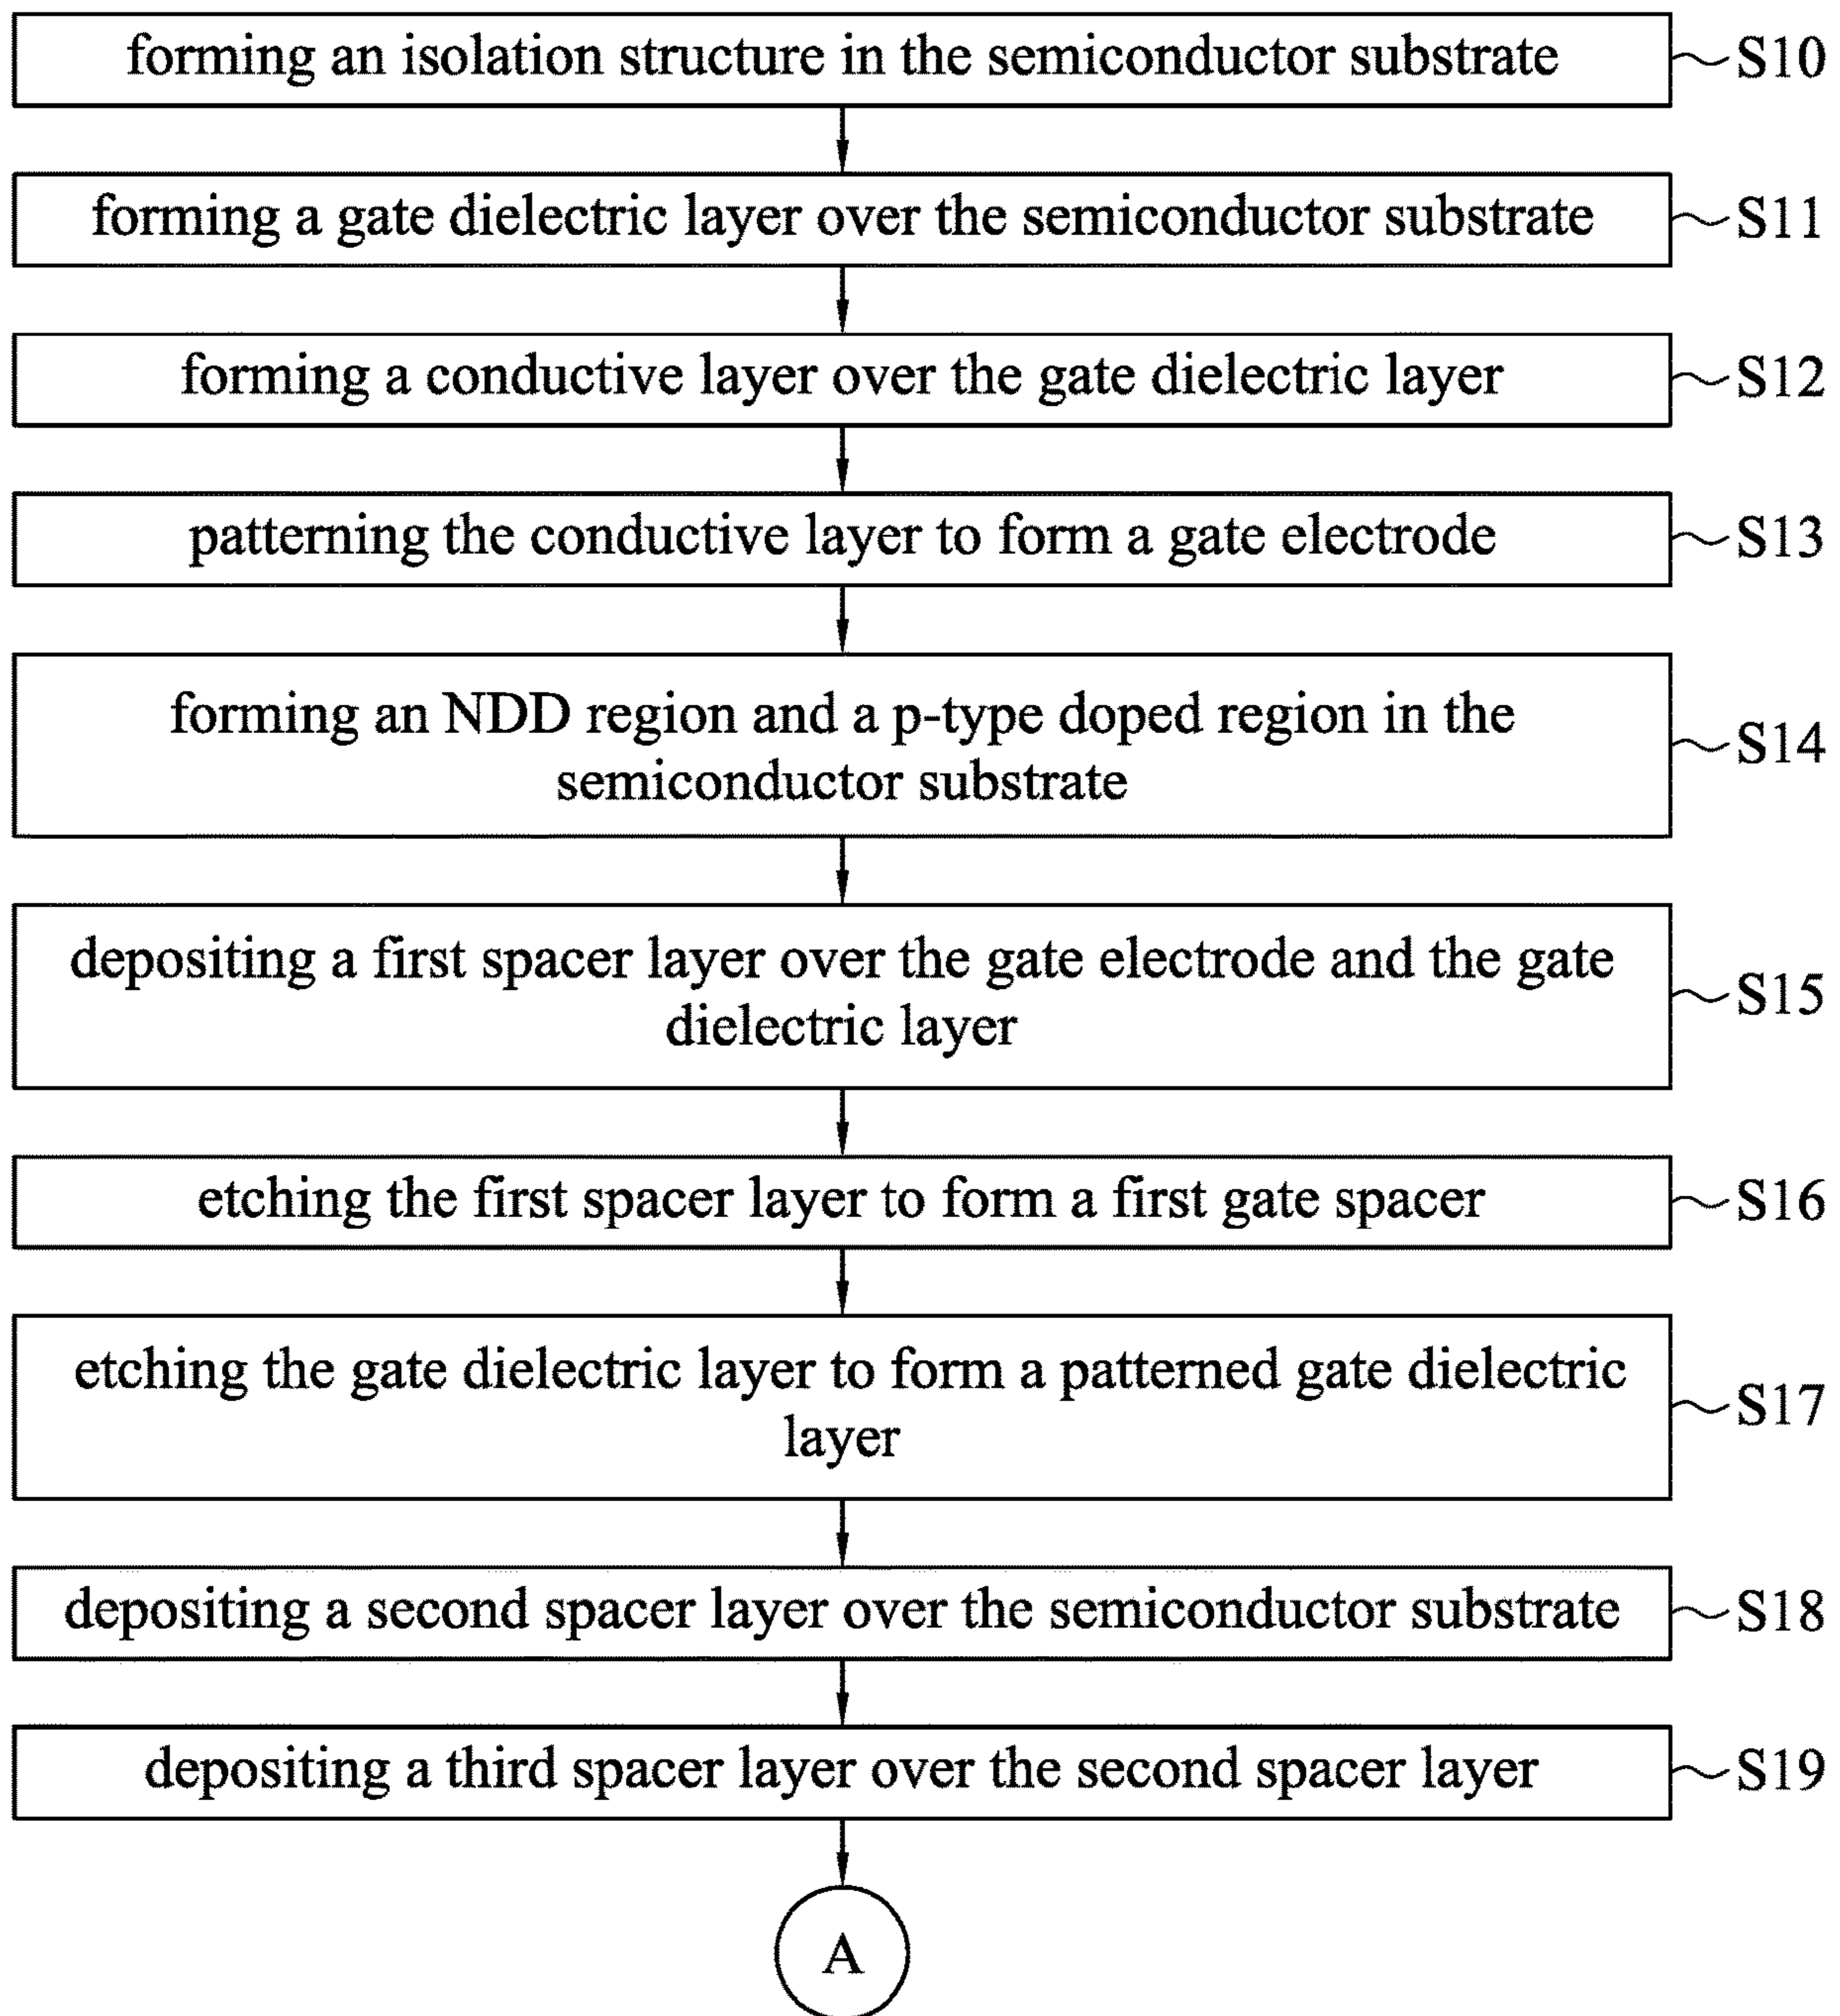 forming an isolation structure in the semiconductor substrate S10
forming a gate dielectric layer over the semiconductor substrate S11
forming a conductive layer over the gate dielectric layer S12
patterning the conductive layer to form a gate electrode S13
forming an NDD region and a p-type doped region in the
semiconductor substrate
S14
depositing a first spacer layer over the gate electrode and the gate
dielectric layer
S15
etching the first spacer layer to form a first gate spacer S16
etching the gate dielectric layer to form a patterned gate dielectric
layer
S17
depositing a second spacer layer over the semiconductor substrate S18
depositing a third spacer layer over the second spacer layer S19
A